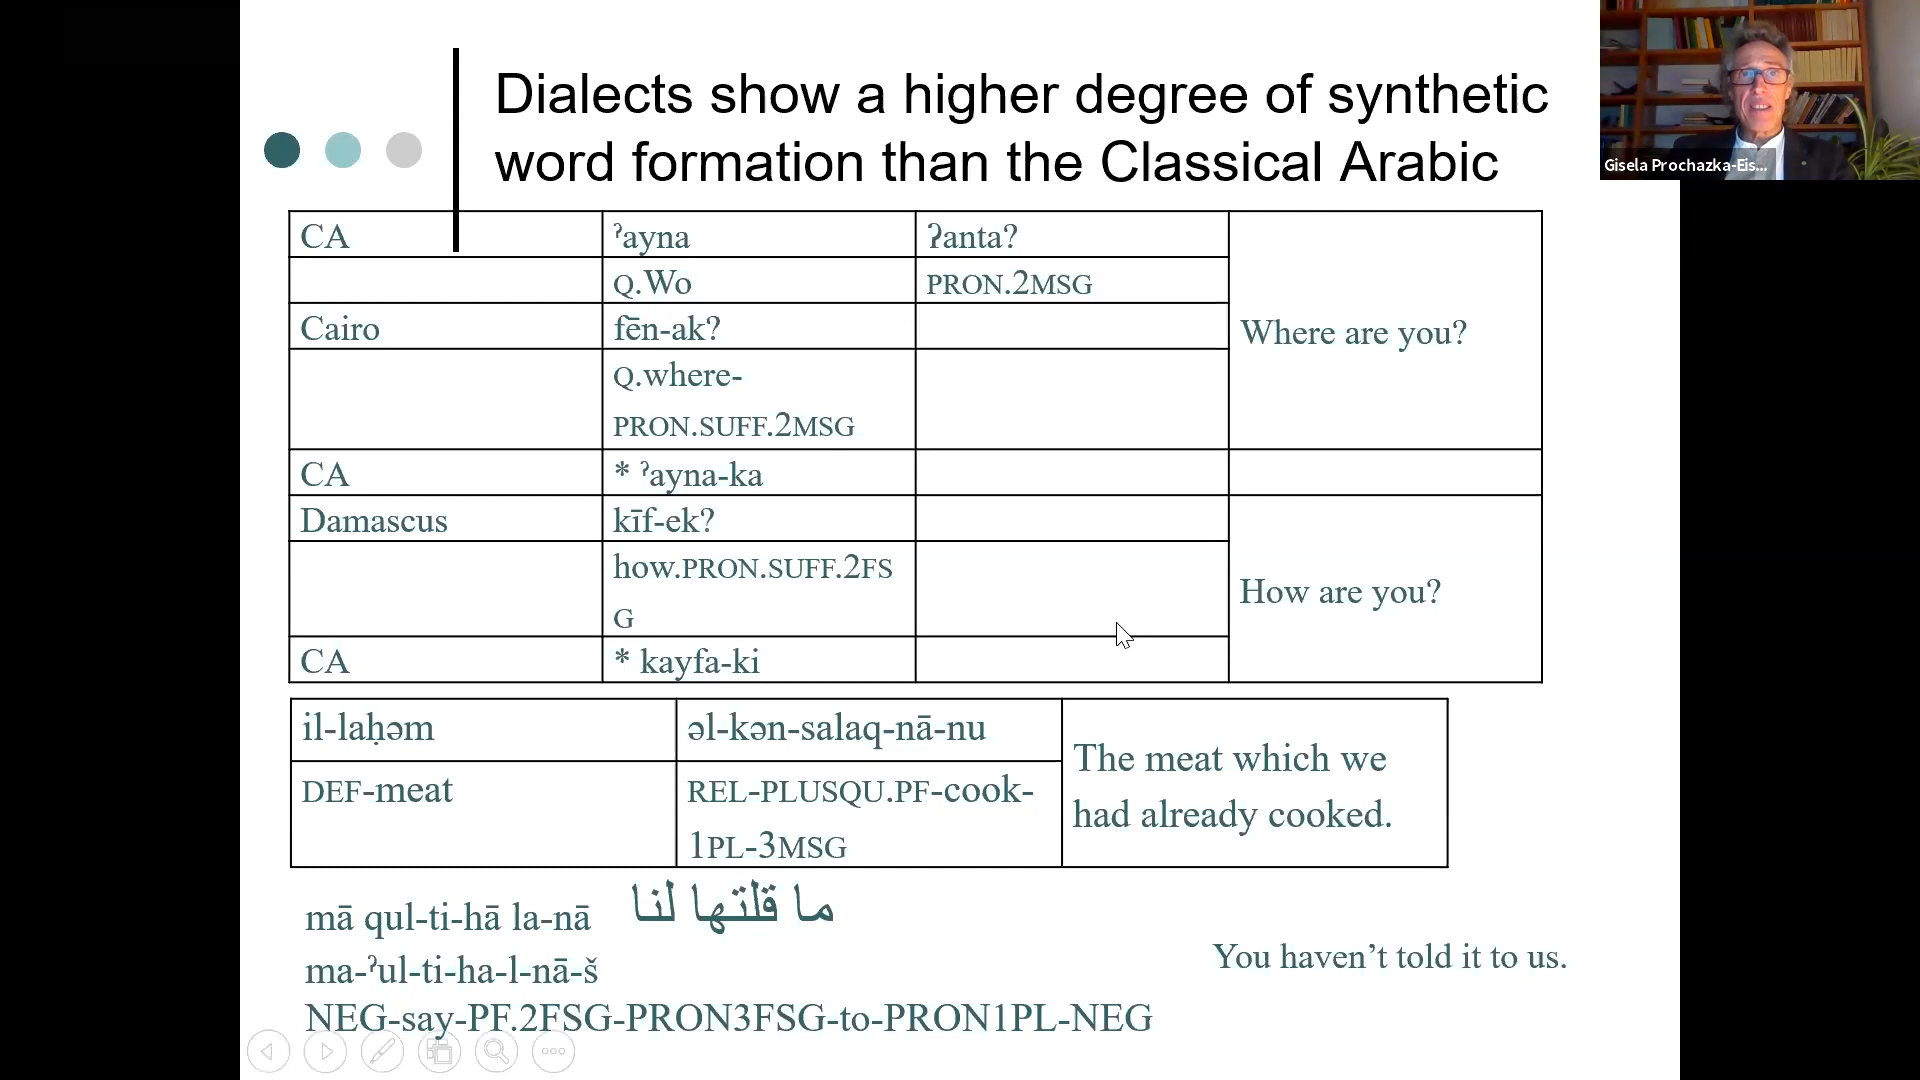 Dialects show a higher degree of synthetic
word formation than the Classical Arabic
Gisela Prochazka-Eis...
CA ˀayna ʔanta?
Q.Wo PRON.2MSG
Cairo fēn-ak?
Where are you?
Q.where-
PRON.SUFF.2MSG
CA * ˀayna-ka
Damascus kīf-ek?
how.PRON.SUFF.2FS
G
How are you?
CA * kayfa-ki
il-laḥəm əl-kən-salaq-nā-nu
DEF-meat REL-PLUSQU.PF-cook-
1PL-3MSG
The meat which we
had already cooked.
mā qul-ti-hā la-nā ما قلتها لنا
ma-ˀul-ti-ha-l-nā-š
You haven’t told it to us.
NEG-say-PF.2FSG-PRON3FSG-to-PRON1PL-NEG